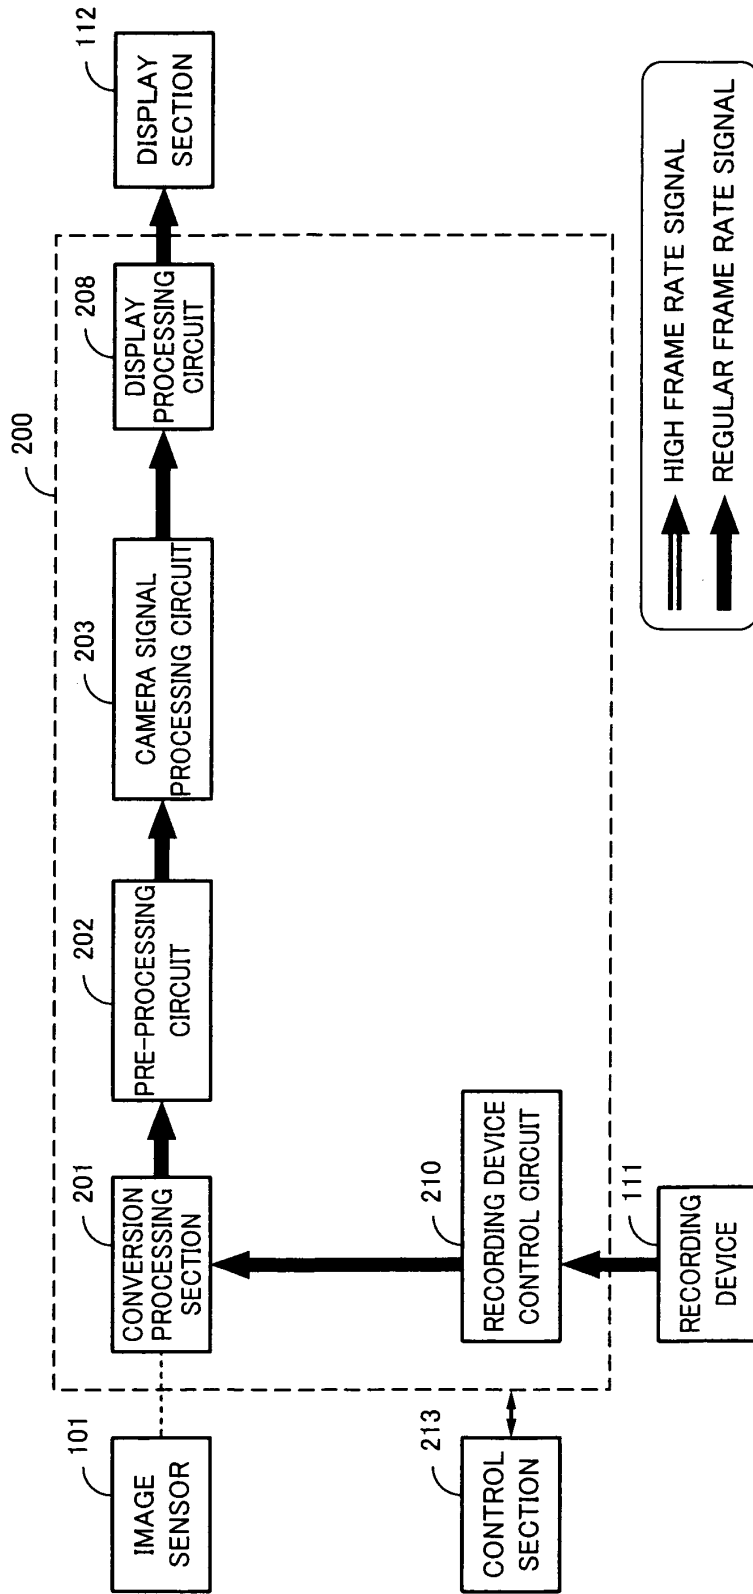 200
101
IMAGE
SENSOR
201
CONVERSION
PROCESSING
SECTION
202
PRE-PROCESSING
CIRCUIT
203
CAMERA SIGNAL
PROCESSING CIRCUIT
208
DISPLAY
PROCESSING
CIRCUIT
112
DISPLAY
SECTION
213
CONTROL
SECTION
210
RECORDING DEVICE
CONTROL CIRCUIT
111
RECORDING
DEVICE
HIGH FRAME RATE SIGNAL
REGULAR FRAME RATE SIGNAL